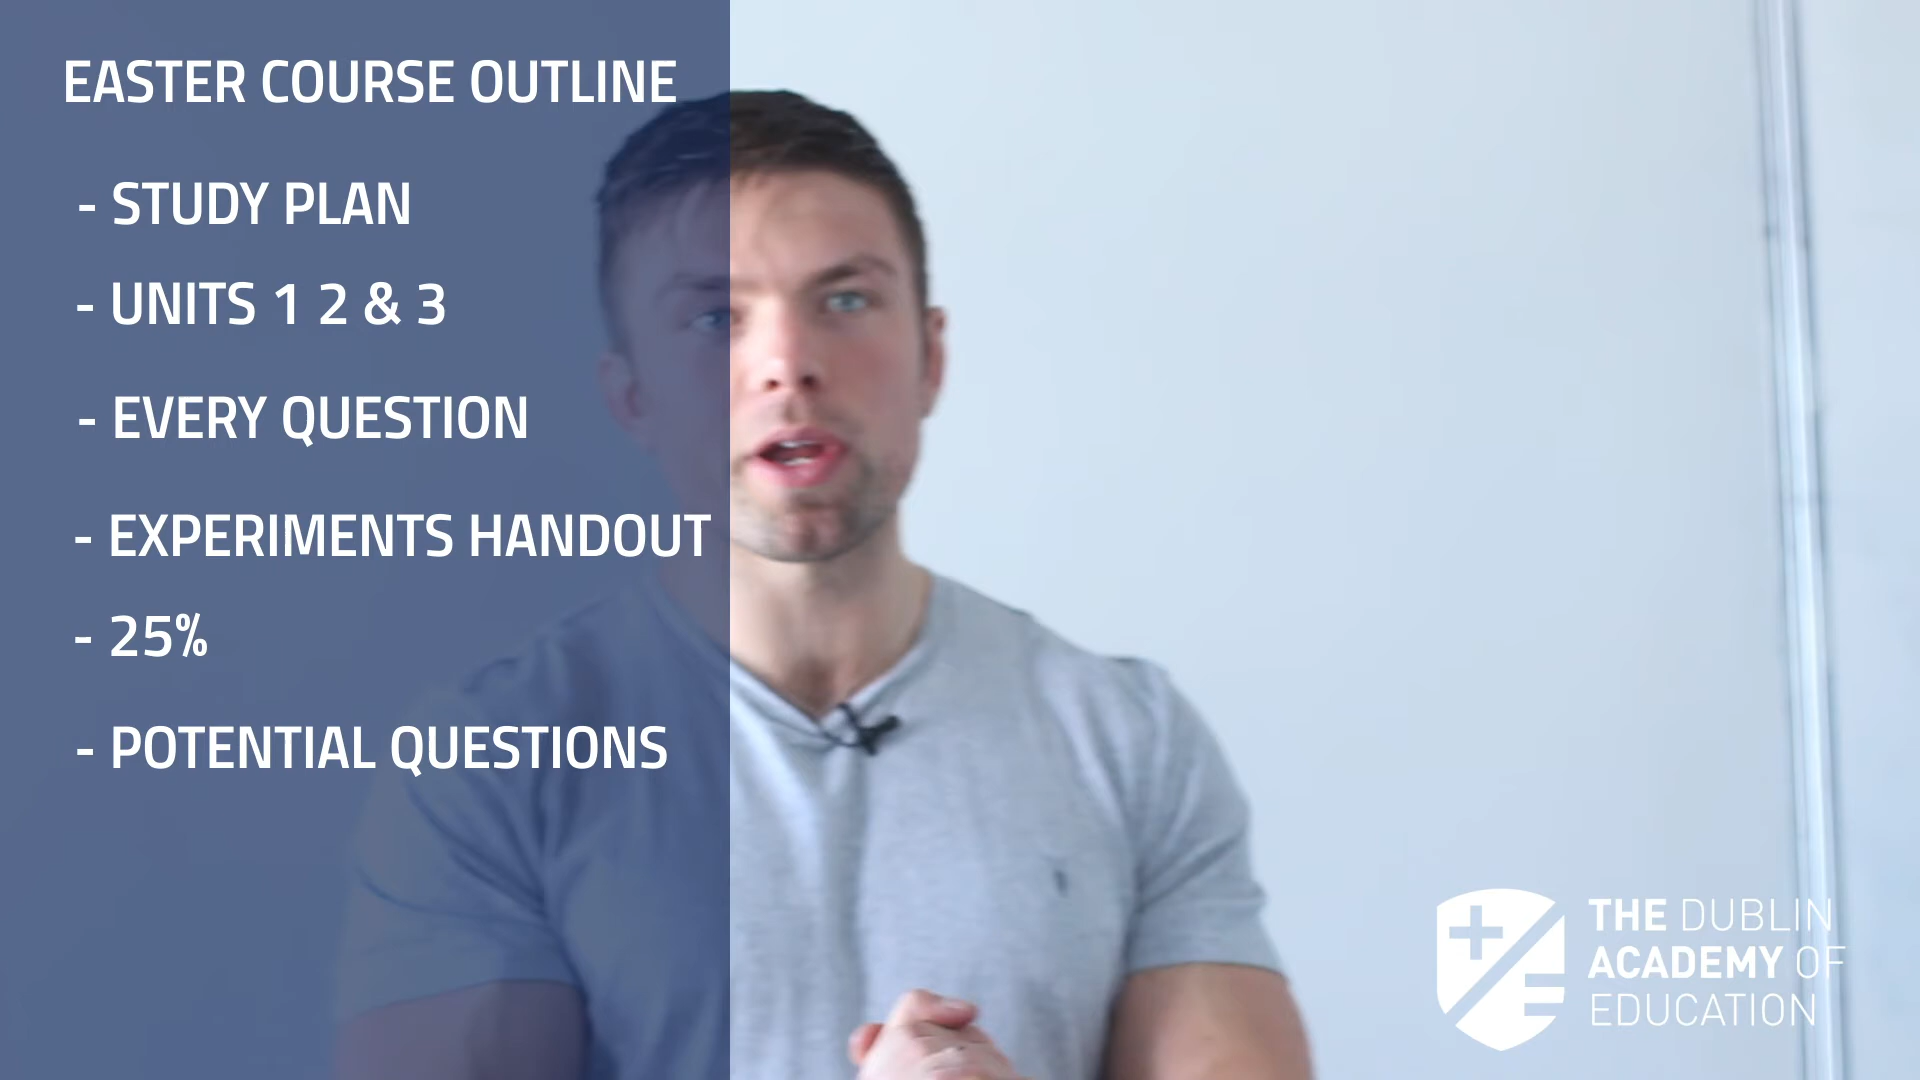 EASTER COURSE OUTLINE
- STUDY PLAN
- UNITS 1 2 & 3
- EVERY QUESTION
- EXPERIMENTS HANDOUT
- 25%
- POTENTIAL QUESTIONS
THE DUBLIN
ACADEMY OF
EDUCATION